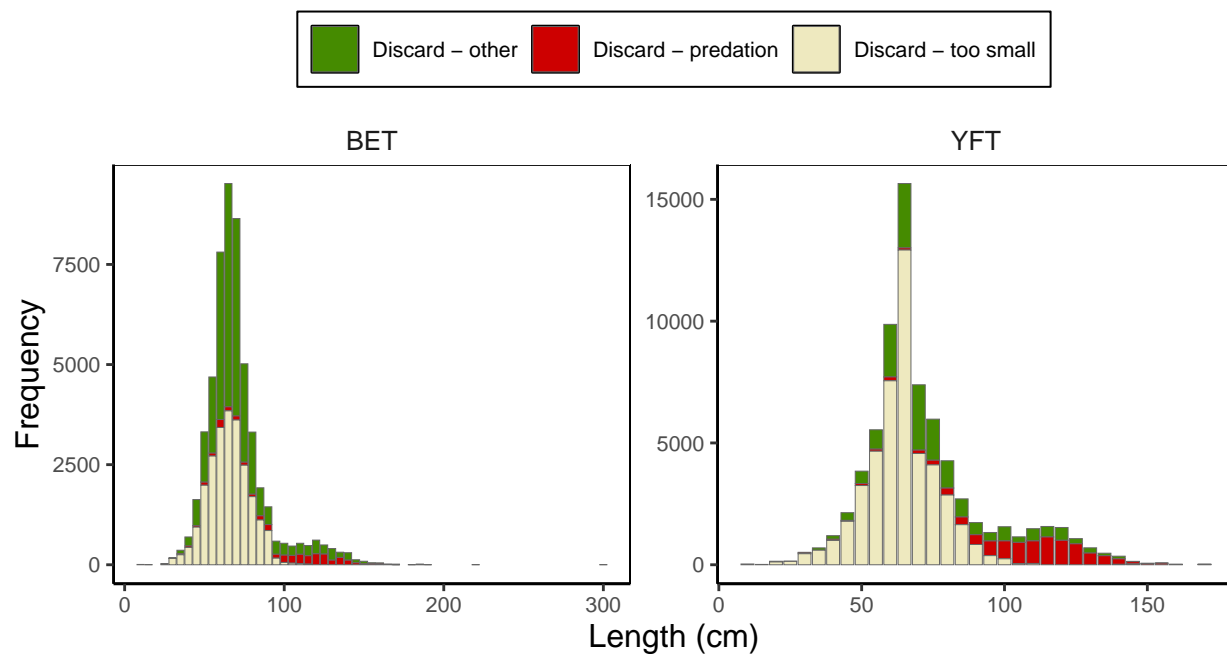 Discard – other Discard – predation Discard – too small
BET
YFT
Frequency
7500
5000
2500
0
15000
10000
5000
0
0 100 200 300
0 50 100 150
Length (cm)